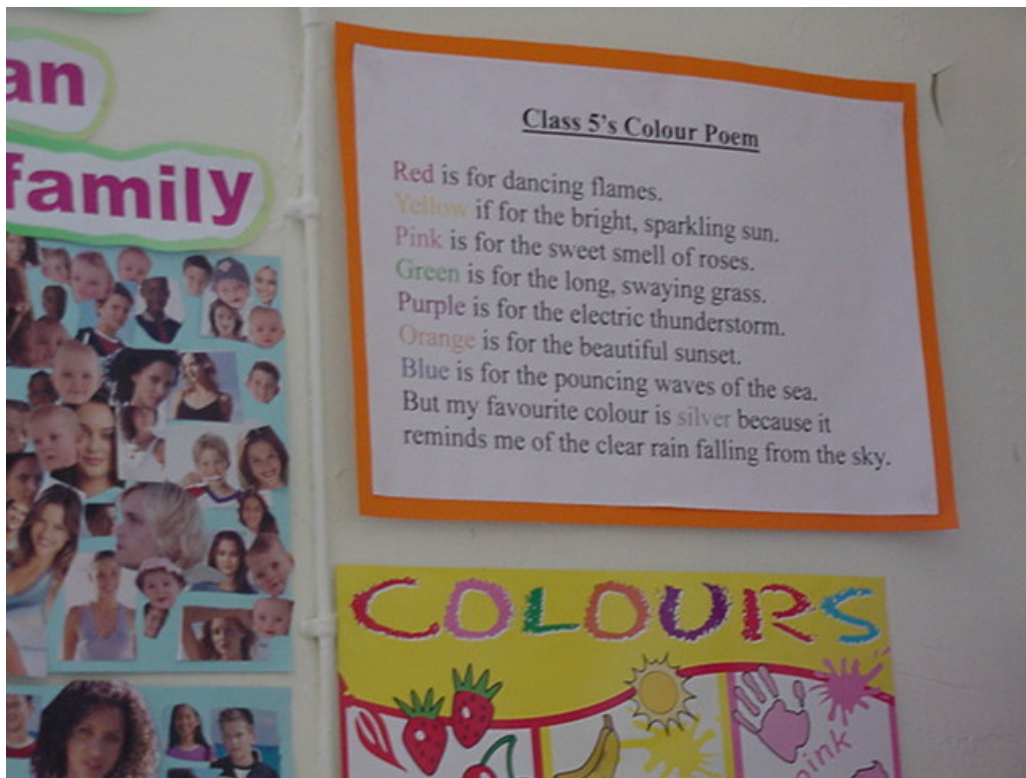 an
family
Class 5's Colour Poem
Red is for dancing flames.
Yellow if for the bright, sparkling sun.
Pink is for the sweet smell of roses.
Green is for the long, swaying grass.
Purple is for the electric thunderstorm.
Orange is for the beautiful sunset.
Blue is for the pouncing waves of the sea.
But my favourite colour is silver because it
reminds me of the clear rain falling from the sky.
COLOURS
pink